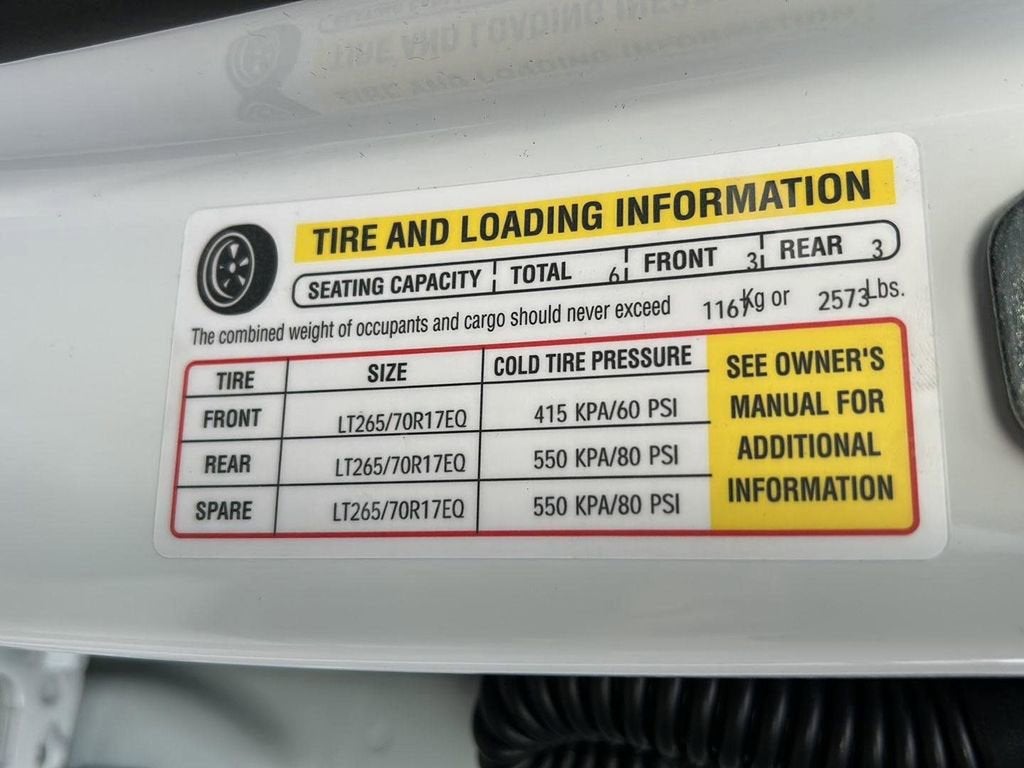 TIRE AND LOADING INFORMATION
SEATING CAPACITY TOTAL 6 FRONT 3 REAR 3
The combined weight of occupants and cargo should never exceed 1167 Kg or 2573 Lbs.
TIRE SIZE COLD TIRE PRESSURE
FRONT LT265/70R17EQ 415 KPA/60 PSI
REAR LT265/70R17EQ 550 KPA/80 PSI
SPARE LT265/70R17EQ 550 KPA/80 PSI
SEE OWNER'S
MANUAL FOR
ADDITIONAL
INFORMATION